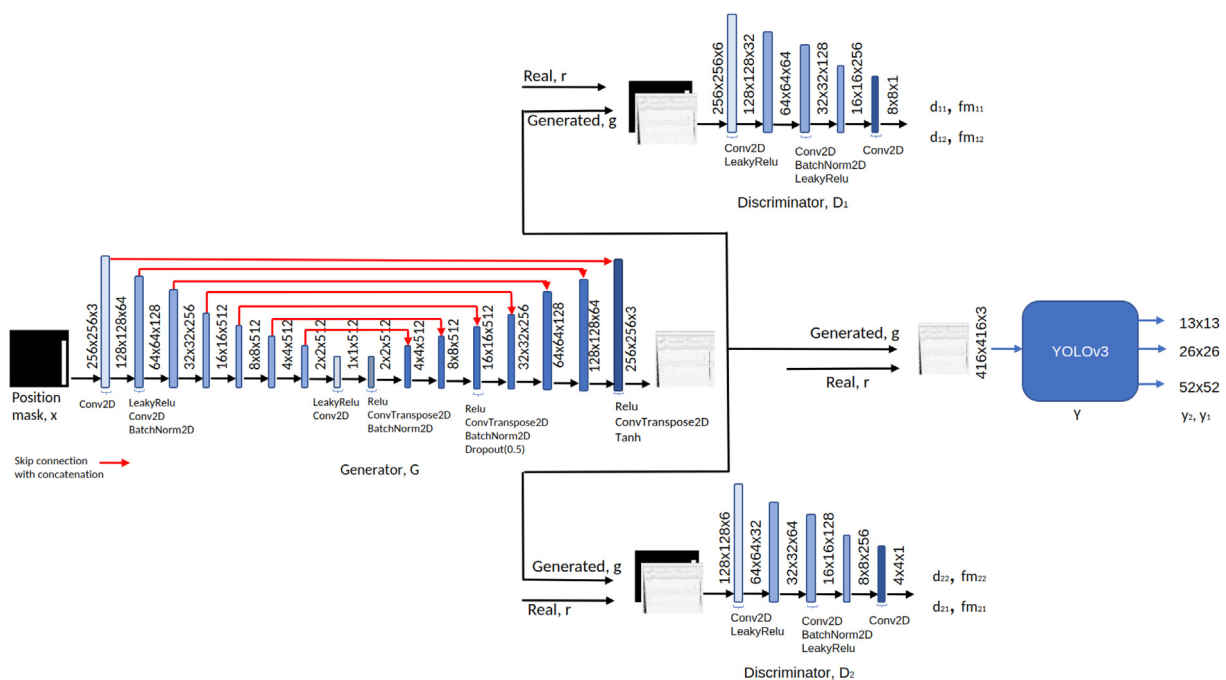 Real, r
Generated, g
256x256x6
128x128x32
64x64x64
32x32x128
16x16x256
8x8x1
d₁₁, fm₁₁
d₁₂, fm₁₂
Conv2D
LeakyRelu
Conv2D
BatchNorm2D
LeakyRelu
Conv2D
Discriminator, D₁
Position
mask, x
256x256x3
128x128x64
64x64x128
32x32x256
16x16x512
8x8x512
4x4x512
2x2x512
1x1x512
2x2x512
4x4x512
8x8x512
16x16x512
32x32x256
64x64x128
128x128x64
256x256x3
Conv2D
LeakyRelu
Conv2D
BatchNorm2D
LeakyRelu
Conv2D
Relu
ConvTranspose2D
BatchNorm2D
Relu
ConvTranspose2D
BatchNorm2D
Dropout(0.5)
Relu
ConvTranspose2D
Tanh
Skip connection
with concatenation
Generator, G
Generated, g
Real, r
416x416x3
YOLOv3
Y
13x13
26x26
52x52
y₂, y₁
Generated, g
Real, r
128x128x6
64x64x32
32x32x64
16x16x128
8x8x256
4x4x1
d₂₂, fm₂₂
d₂₁, fm₂₁
Conv2D
LeakyRelu
Conv2D
BatchNorm2D
LeakyRelu
Conv2D
Discriminator, D₂